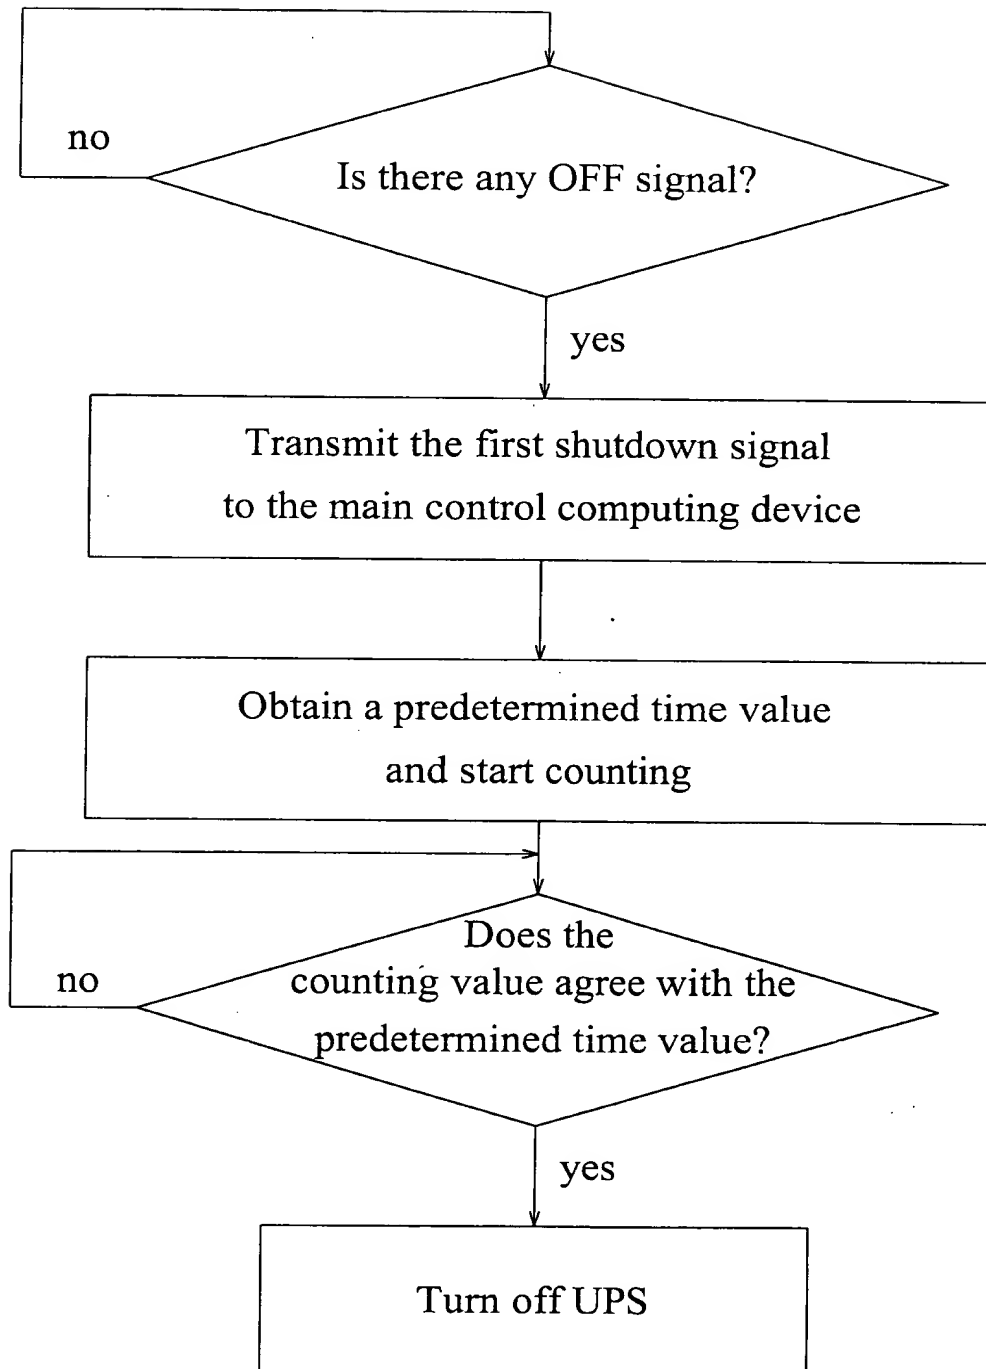 no
Is there any OFF signal?
yes
Transmit the first shutdown signal
to the main control computing device
Obtain a predetermined time value
and start counting
Does the
no
counting value agree with the
predetermined time value?
yes
Turn off UPS